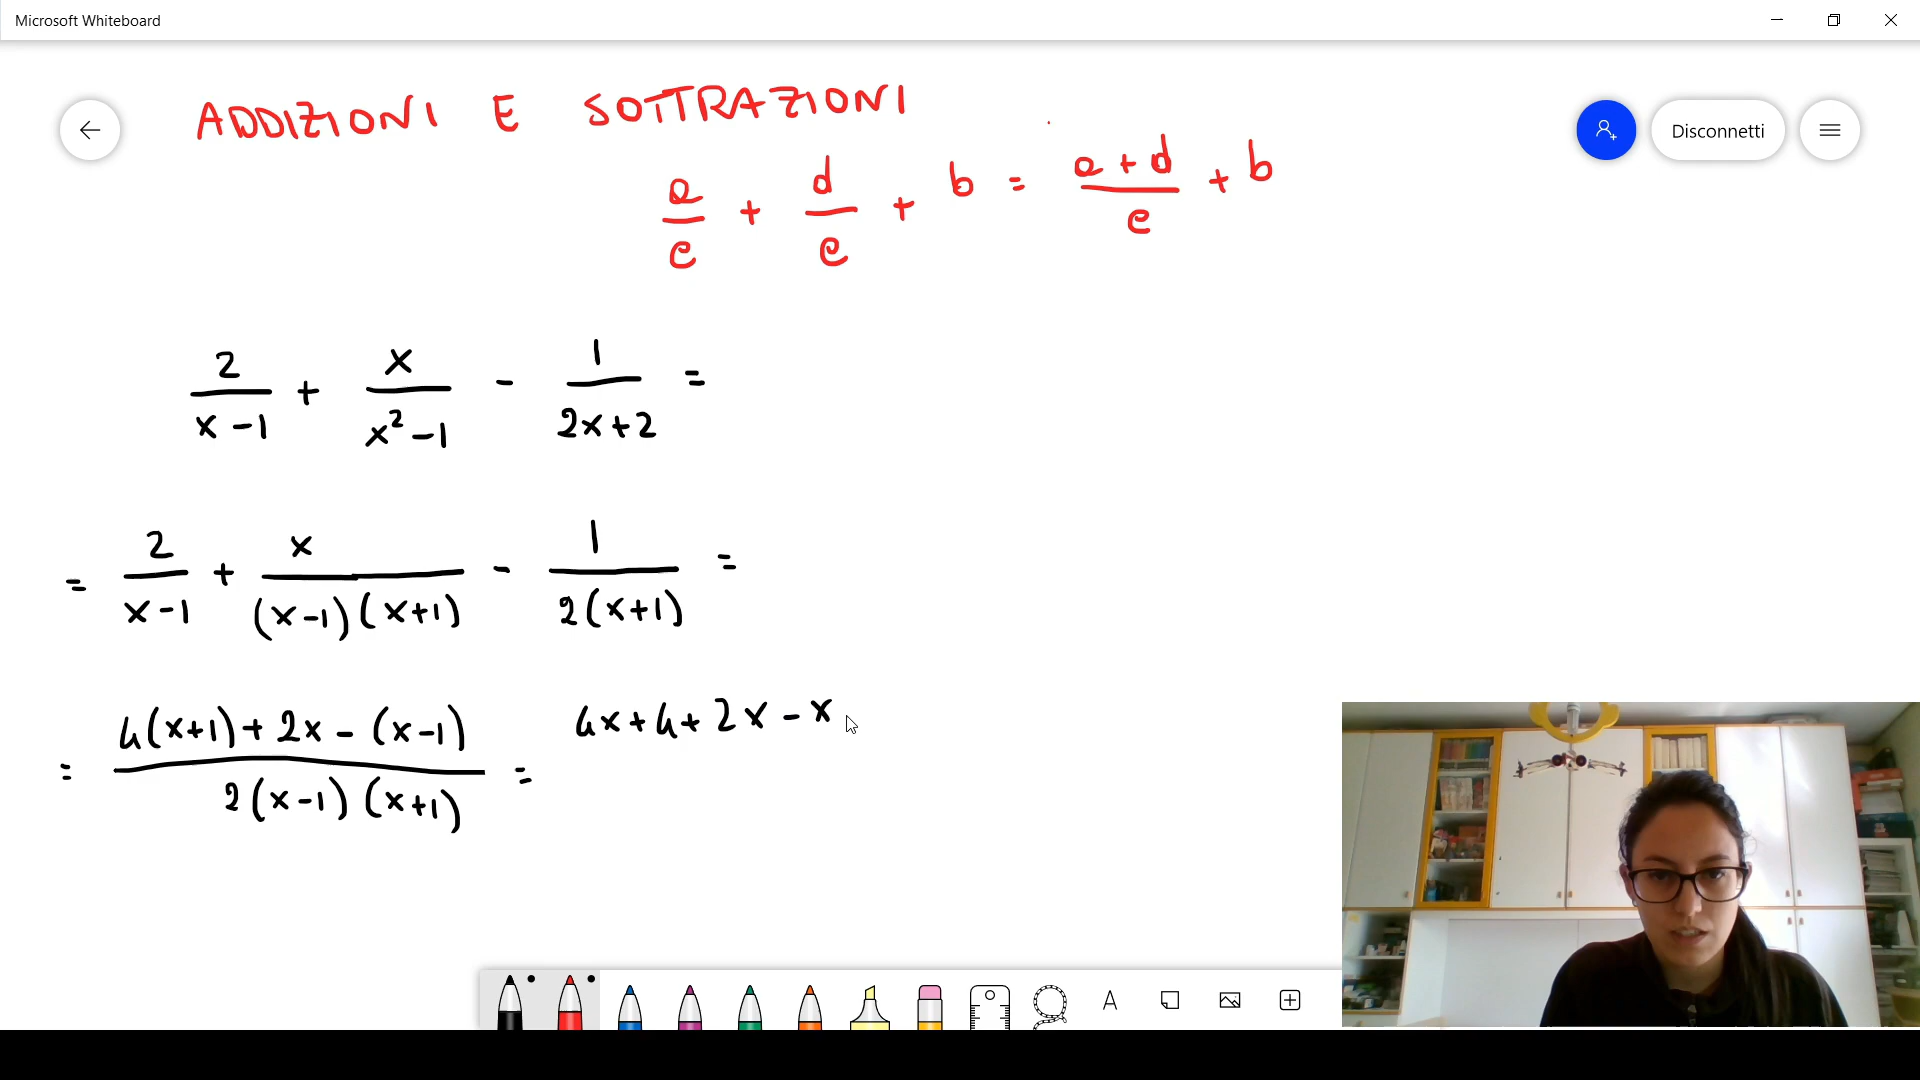 Microsoft Whiteboard
ADDIZIONI E SOTTRAZIONI
Disconnetti
a/c + d/c + b = a+d/c + b
2/x-1 + x/x²-1 - 1/2x+2 =
= 2/x-1 + x/(x-1)(x+1) - 1/2(x+1) =
= 4(x+1)+2x-(x-1)/2(x-1)(x+1) = 4x+4+2x-x
A